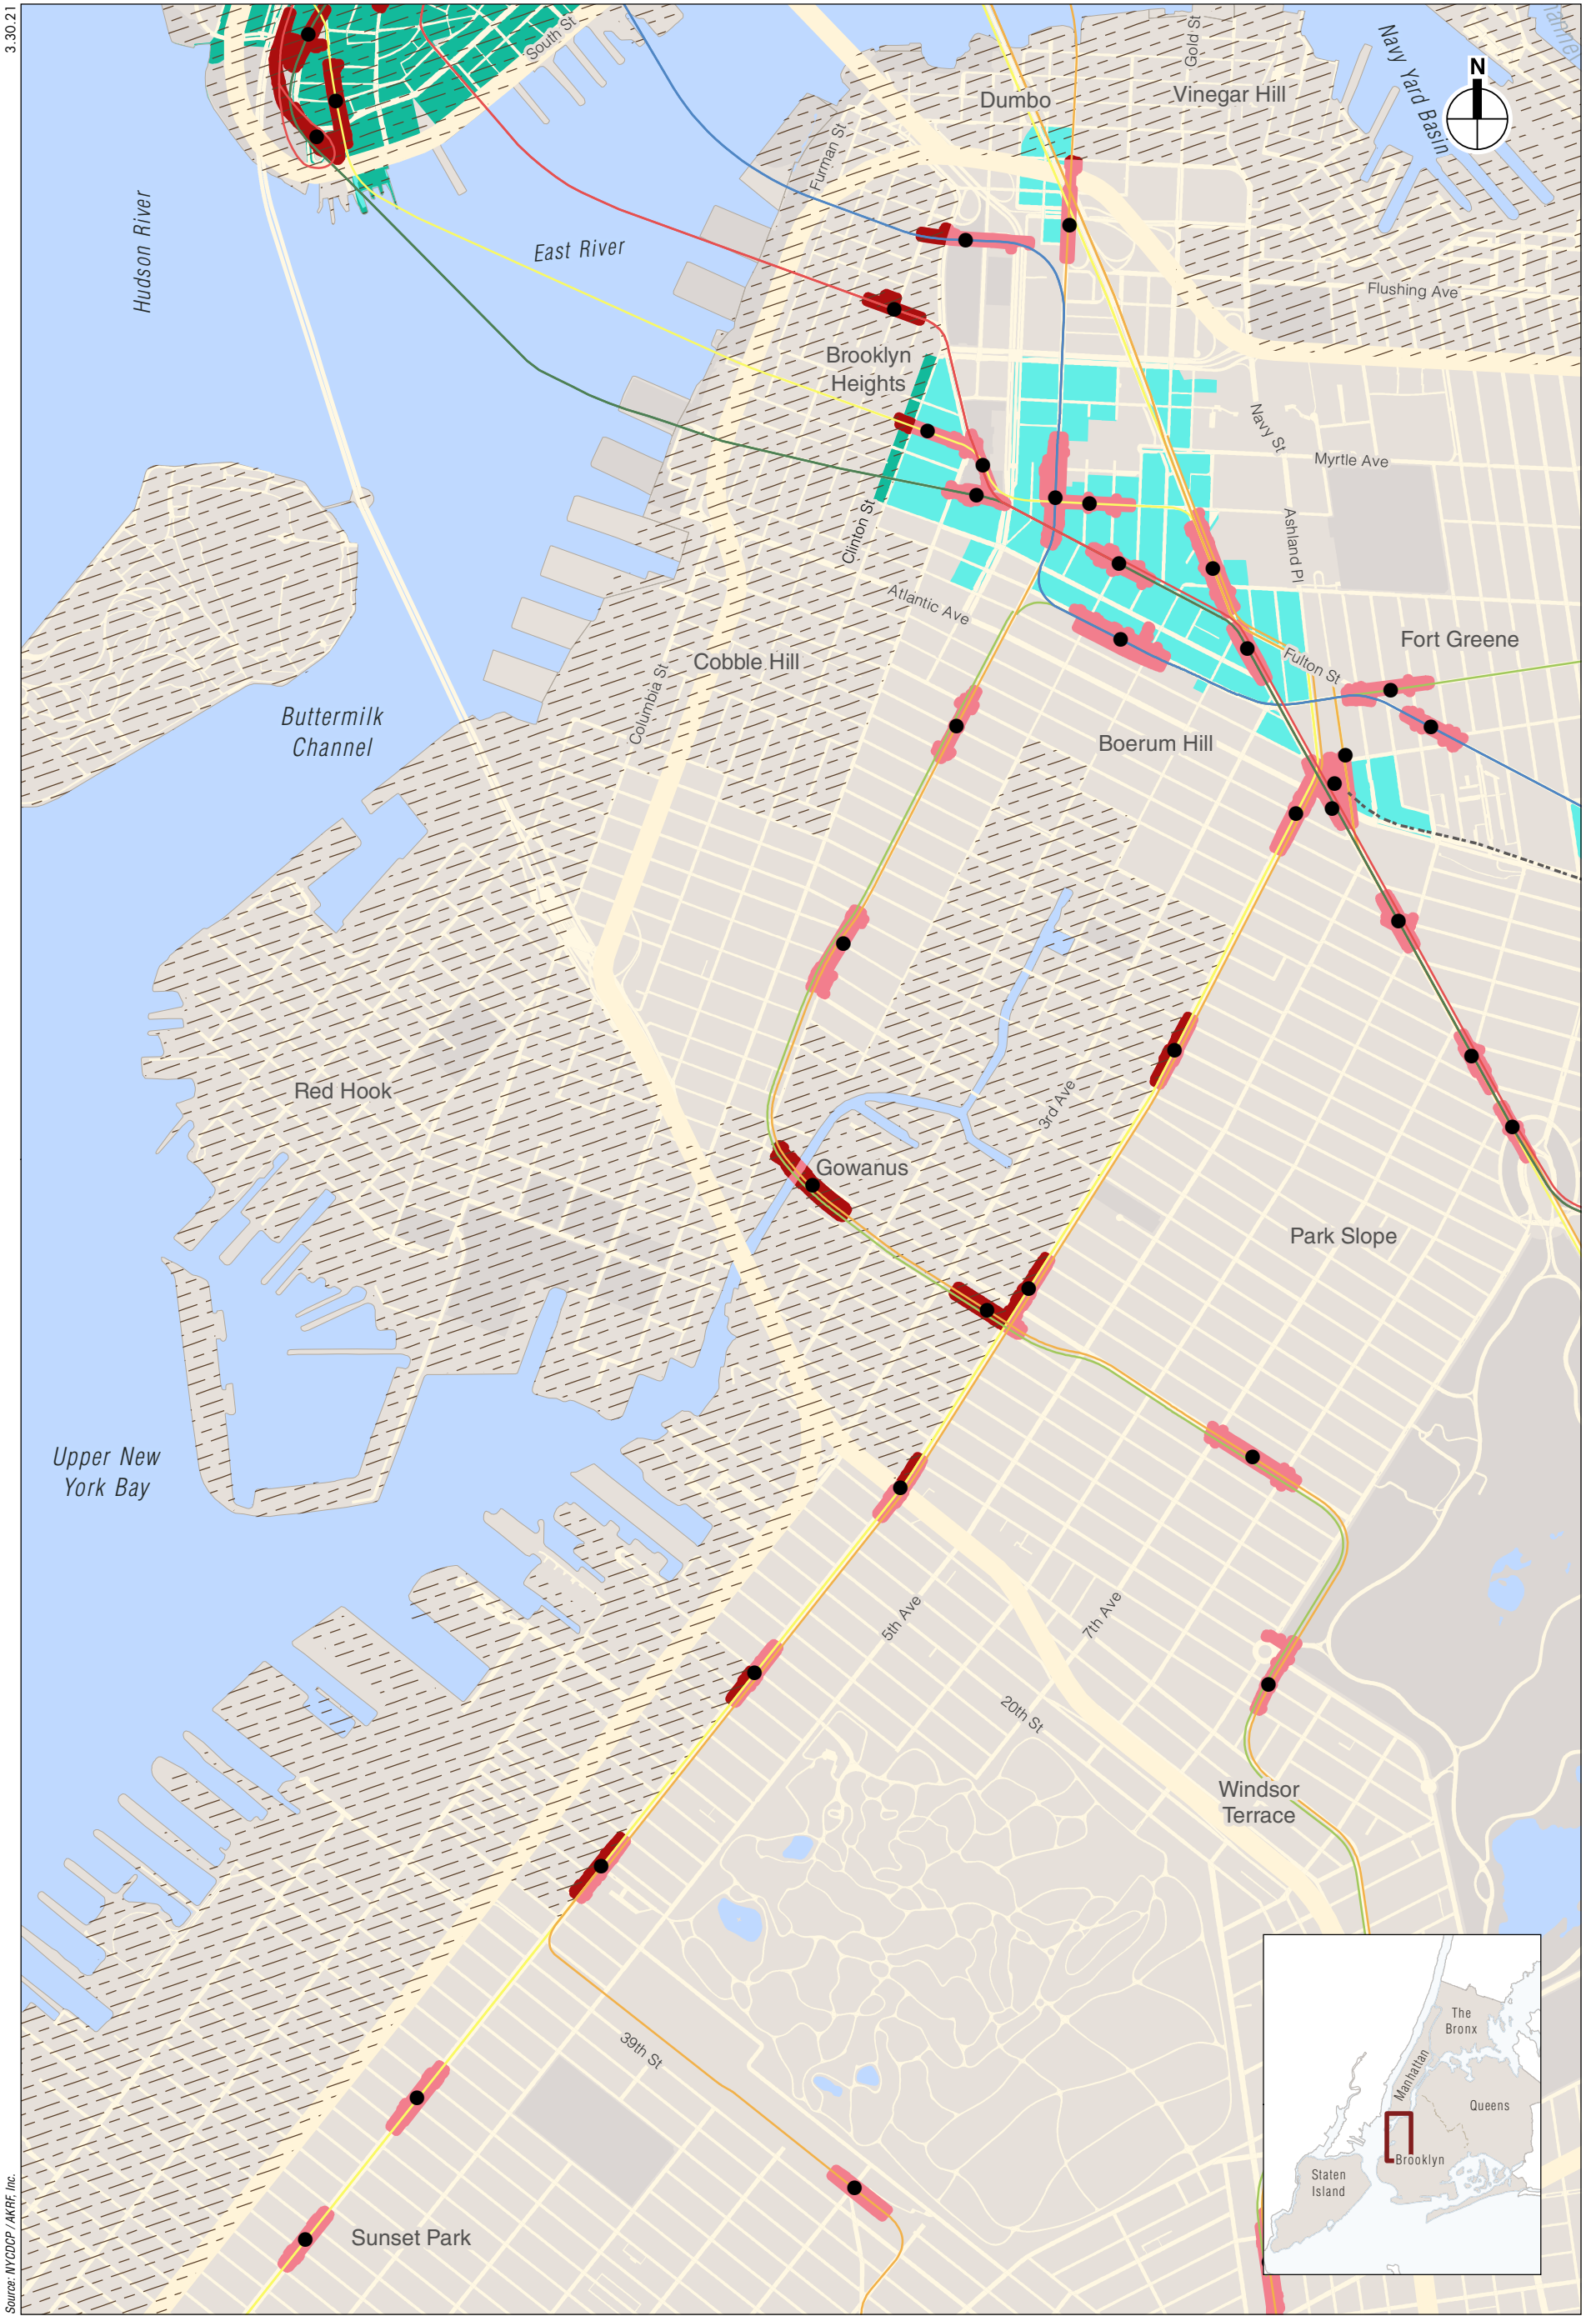 3.30.21
South St
Gold St
Navy Yard Basin
N
Dumbo
Vinegar Hill
Furman St
Hudson River
East River
Flushing Ave
Brooklyn
Heights
Navy St
Myrtle Ave
Clinton St
Ashland Pl
Atlantic Ave
Fort Greene
Cobble Hill
Fulton St
Columbia St
Buttermilk
Channel
Boerum Hill
Red Hook
3rd Ave
Gowanus
Park Slope
Upper New
York Bay
5th Ave
7th Ave
20th St
Windsor
Terrace
39th St
The
Bronx
Manhattan
Queens
Brooklyn
Staten
Island
Sunset Park
Source: NYCDCP / AKRF, Inc.